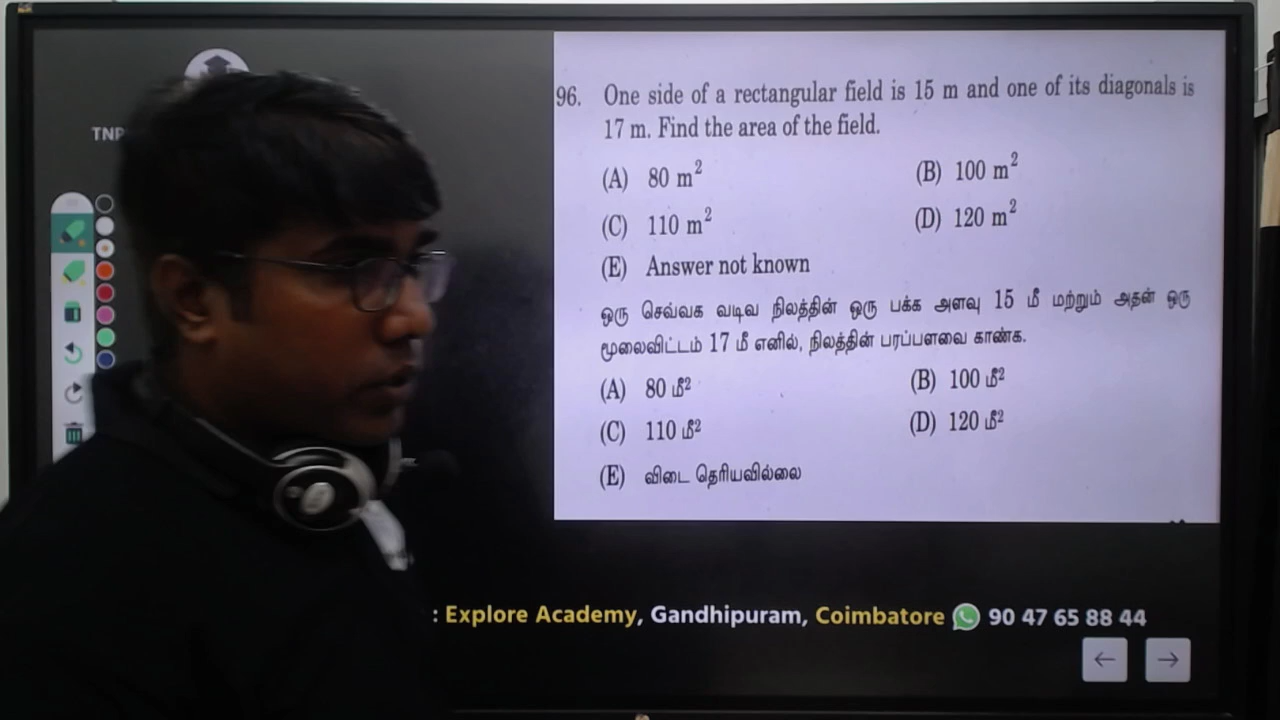 TNP
96. One side of a rectangular field is 15 m and one of its diagonals is
17 m. Find the area of the field.
(A) 80 m² (B) 100 m²
(C) 110 m² (D) 120 m²
(E) Answer not known
ஒரு செவ்வக வடிவ நிலத்தின் ஒரு பக்க அளவு 15 மீ மற்றும் அதன் ஒரு
மூலைவிட்டம் 17 மீ எனில், நிலத்தின் பரப்பளவை காண்க.
(A) 80 மீ² (B) 100 மீ²
(C) 110 மீ² (D) 120 மீ²
(E) விடை தெரியவில்லை
: Explore Academy, Gandhipuram, Coimbatore 90 47 65 88 44